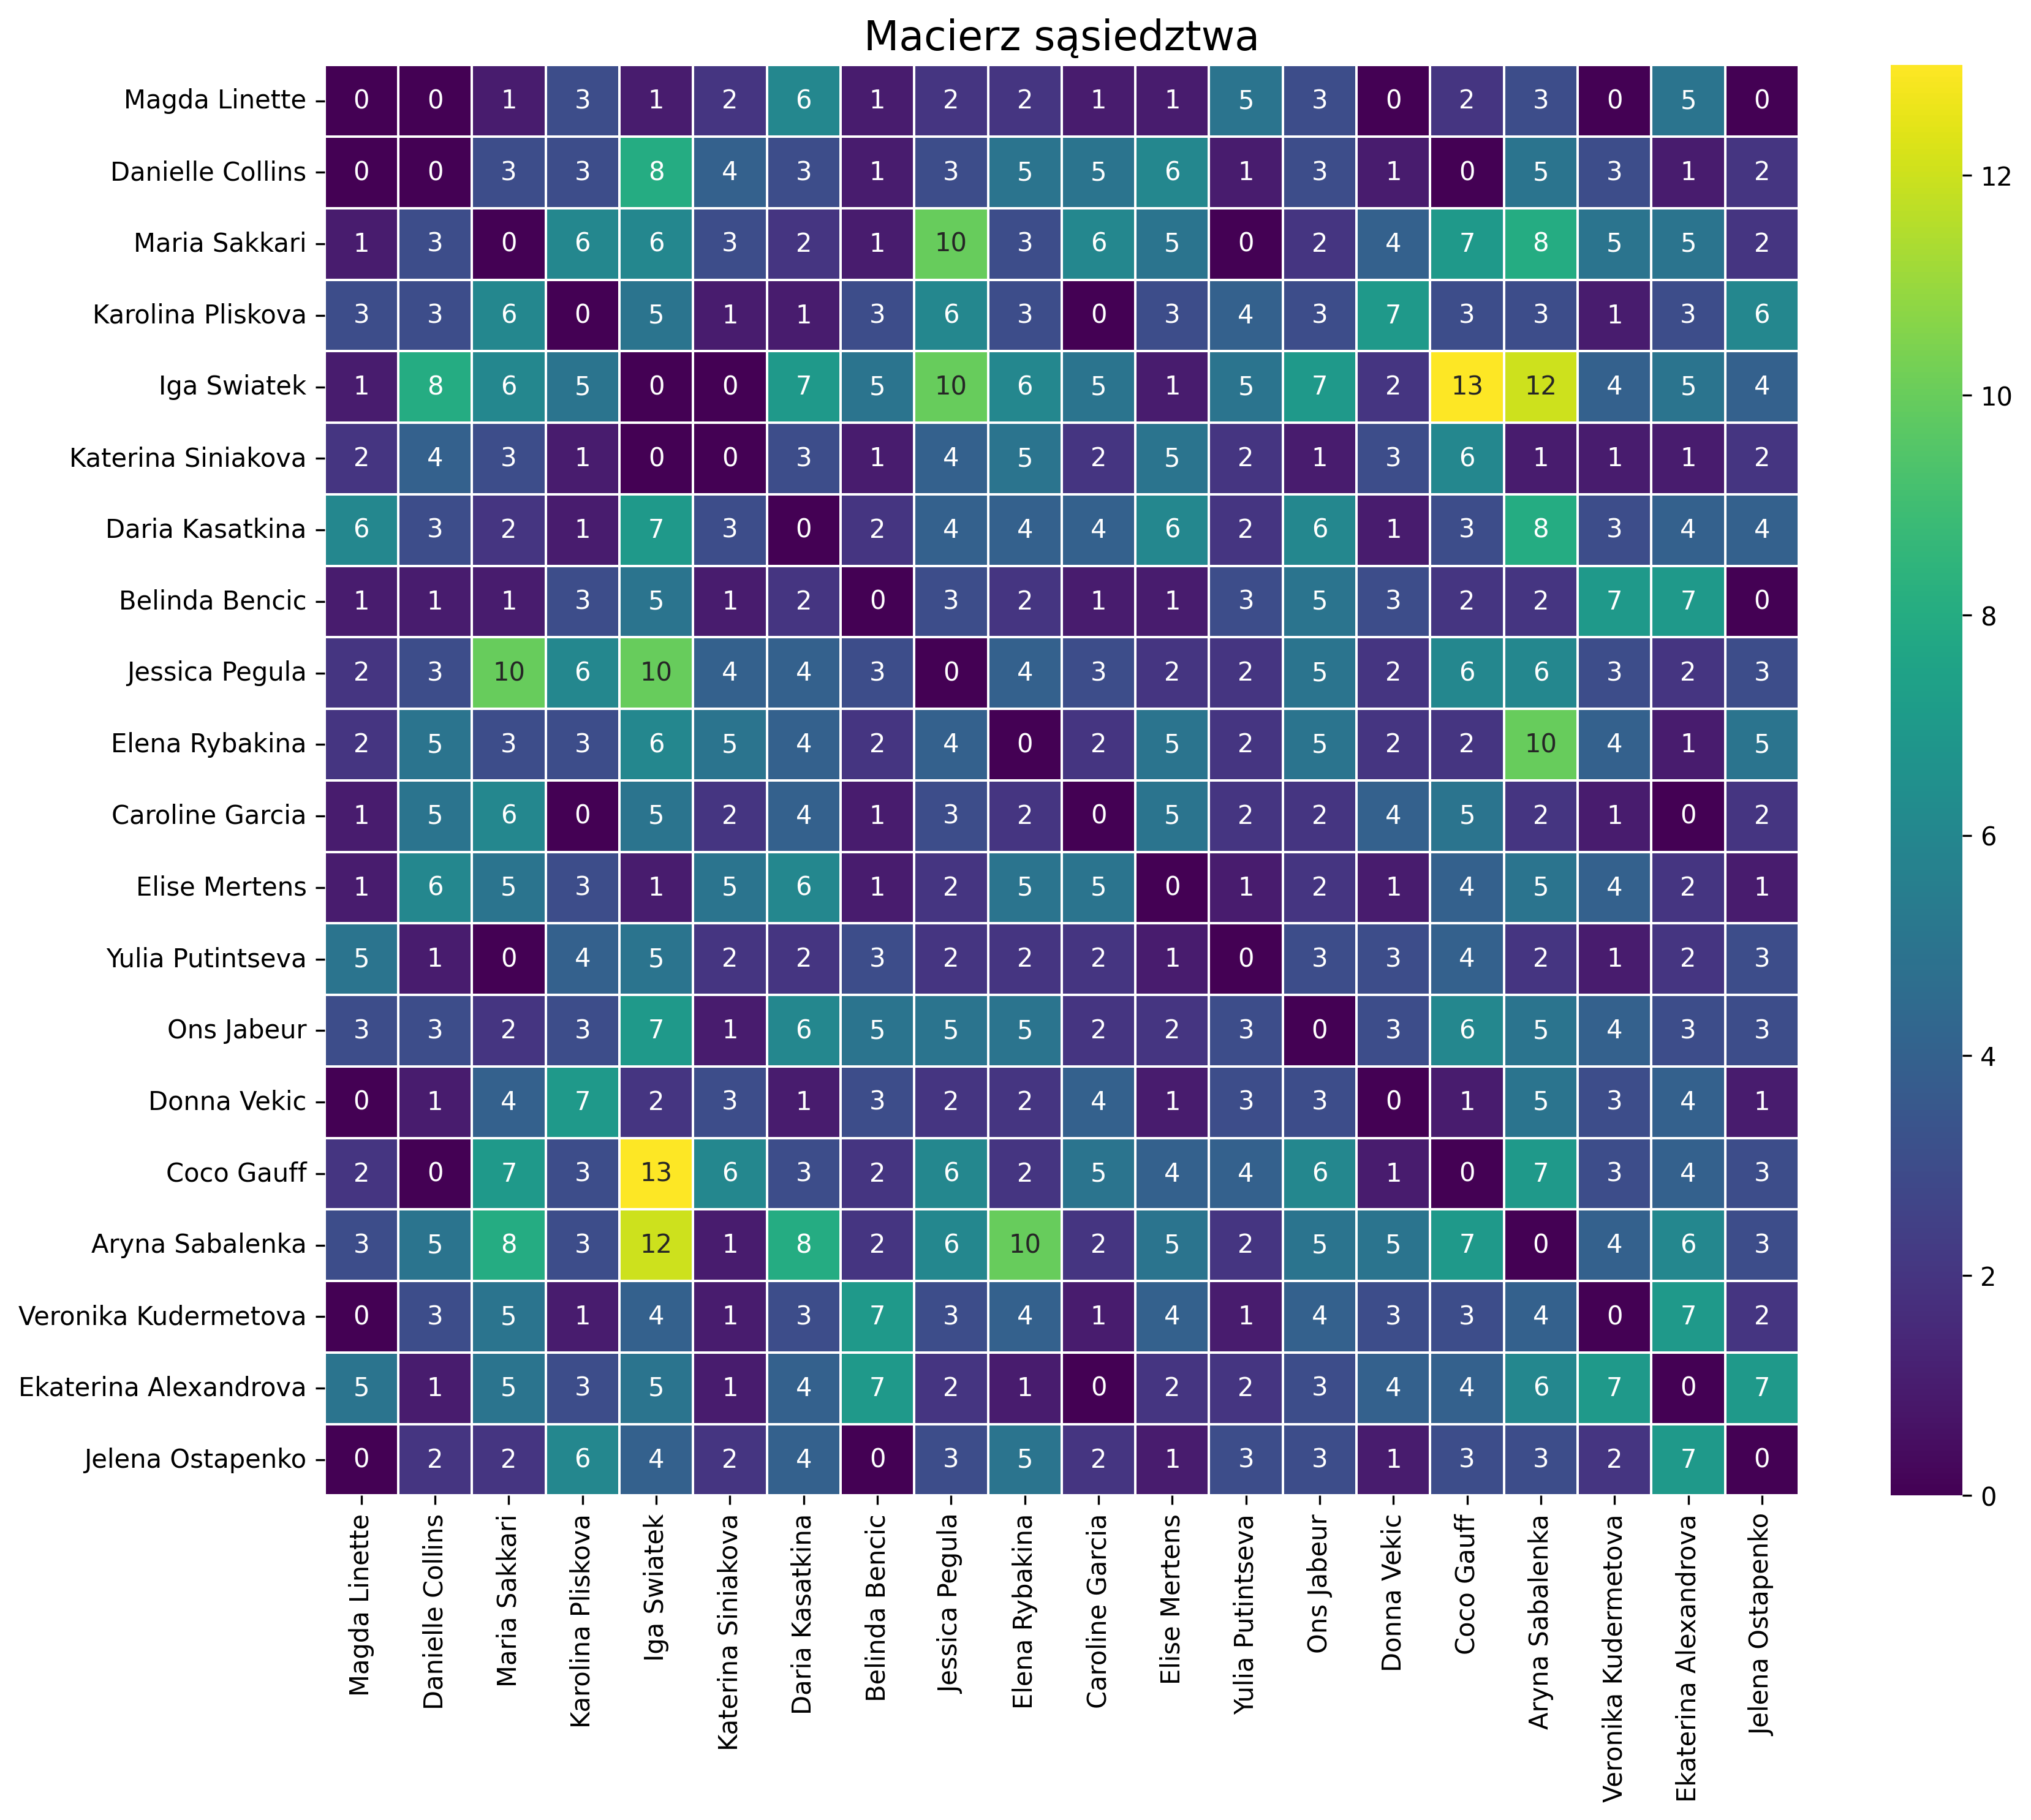 Macierz sąsiedztwa
Magda Linette 0 0 1 3 1 2 6 1 2 2 1 1 5 3 0 2 3 0 5 0
Danielle Collins 0 0 3 3 8 4 3 1 3 5 5 6 1 3 1 0 5 3 1 2
Maria Sakkari 1 3 0 6 6 3 2 1 10 3 6 5 0 2 4 7 8 5 5 2
Karolina Pliskova 3 3 6 0 5 1 1 3 6 3 0 3 4 3 7 3 3 1 3 6
Iga Swiatek 1 8 6 5 0 0 7 5 10 6 5 1 5 7 2 13 12 4 5 4
Katerina Siniakova 2 4 3 1 0 0 3 1 4 5 2 5 2 1 3 6 1 1 1 2
Daria Kasatkina 6 3 2 1 7 3 0 2 4 4 4 6 2 6 1 3 8 3 4 4
Belinda Bencic 1 1 1 3 5 1 2 0 3 2 1 1 3 5 3 2 2 7 7 0
Jessica Pegula 2 3 10 6 10 4 4 3 0 4 3 2 2 5 2 6 6 3 2 3
Elena Rybakina 2 5 3 3 6 5 4 2 4 0 2 5 2 5 2 2 10 4 1 5
Caroline Garcia 1 5 6 0 5 2 4 1 3 2 0 5 2 2 4 5 2 1 0 2
Elise Mertens 1 6 5 3 1 5 6 1 2 5 5 0 1 2 1 4 5 4 2 1
Yulia Putintseva 5 1 0 4 5 2 2 3 2 2 2 1 0 3 3 4 2 1 2 3
Ons Jabeur 3 3 2 3 7 1 6 5 5 5 2 2 3 0 3 6 5 4 3 3
Donna Vekic 0 1 4 7 2 3 1 3 2 2 4 1 3 3 0 1 5 3 4 1
Coco Gauff 2 0 7 3 13 6 3 2 6 2 5 4 4 6 1 0 7 3 4 3
Aryna Sabalenka 3 5 8 3 12 1 8 2 6 10 2 5 2 5 5 7 0 4 6 3
Veronika Kudermetova 0 3 5 1 4 1 3 7 3 4 1 4 1 4 3 3 4 0 7 2
Ekaterina Alexandrova 5 1 5 3 5 1 4 7 2 1 0 2 2 3 4 4 6 7 0 7
Jelena Ostapenko 0 2 2 6 4 2 4 0 3 5 2 1 3 3 1 3 3 2 7 0
Magda Linette
Danielle Collins
Maria Sakkari
Karolina Pliskova
Iga Swiatek
Katerina Siniakova
Daria Kasatkina
Belinda Bencic
Jessica Pegula
Elena Rybakina
Caroline Garcia
Elise Mertens
Yulia Putintseva
Ons Jabeur
Donna Vekic
Coco Gauff
Aryna Sabalenka
Veronika Kudermetova
Ekaterina Alexandrova
Jelena Ostapenko
12
10
8
6
4
2
0